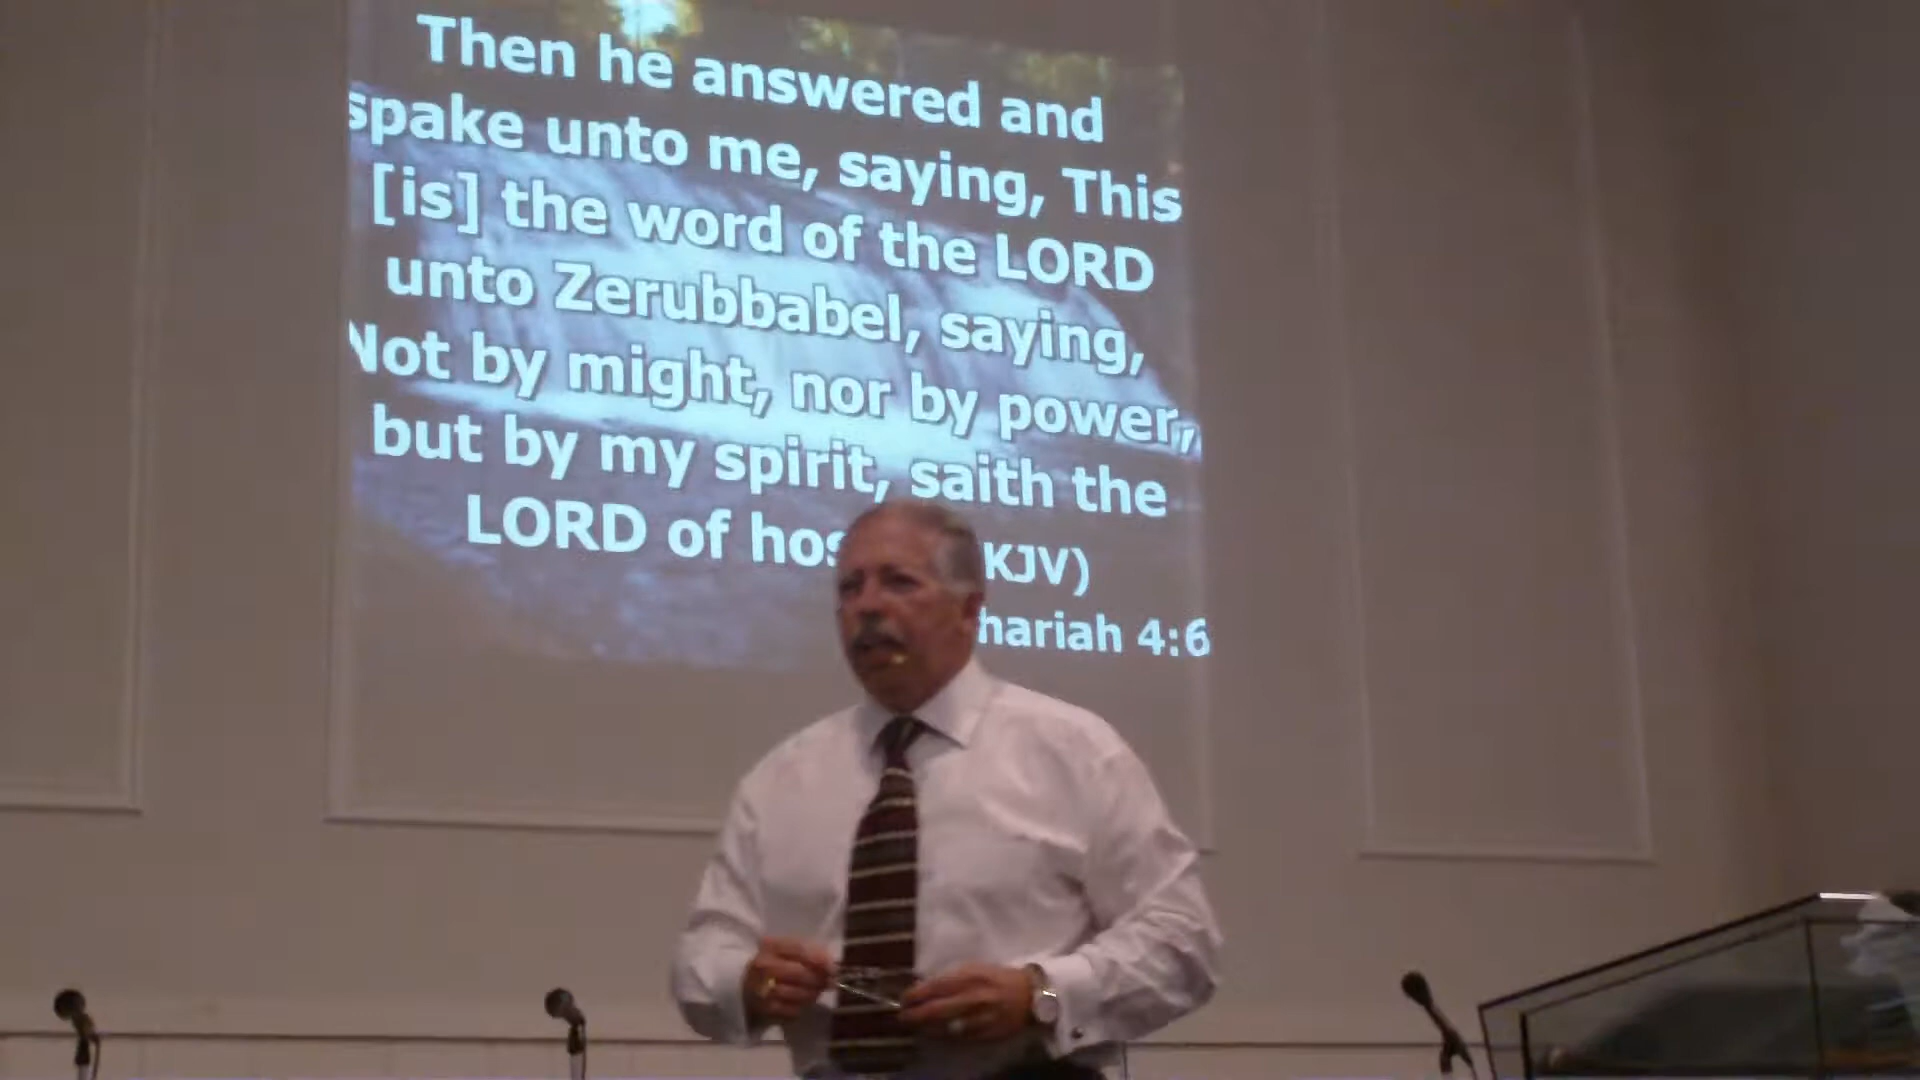 Then he answered and
spake unto me, saying, This
[is] the word of the LORD
unto Zerubbabel, saying,
Not by might, nor by power,
but by my spirit, saith the
LORD of hos KJV)
hariah 4:6